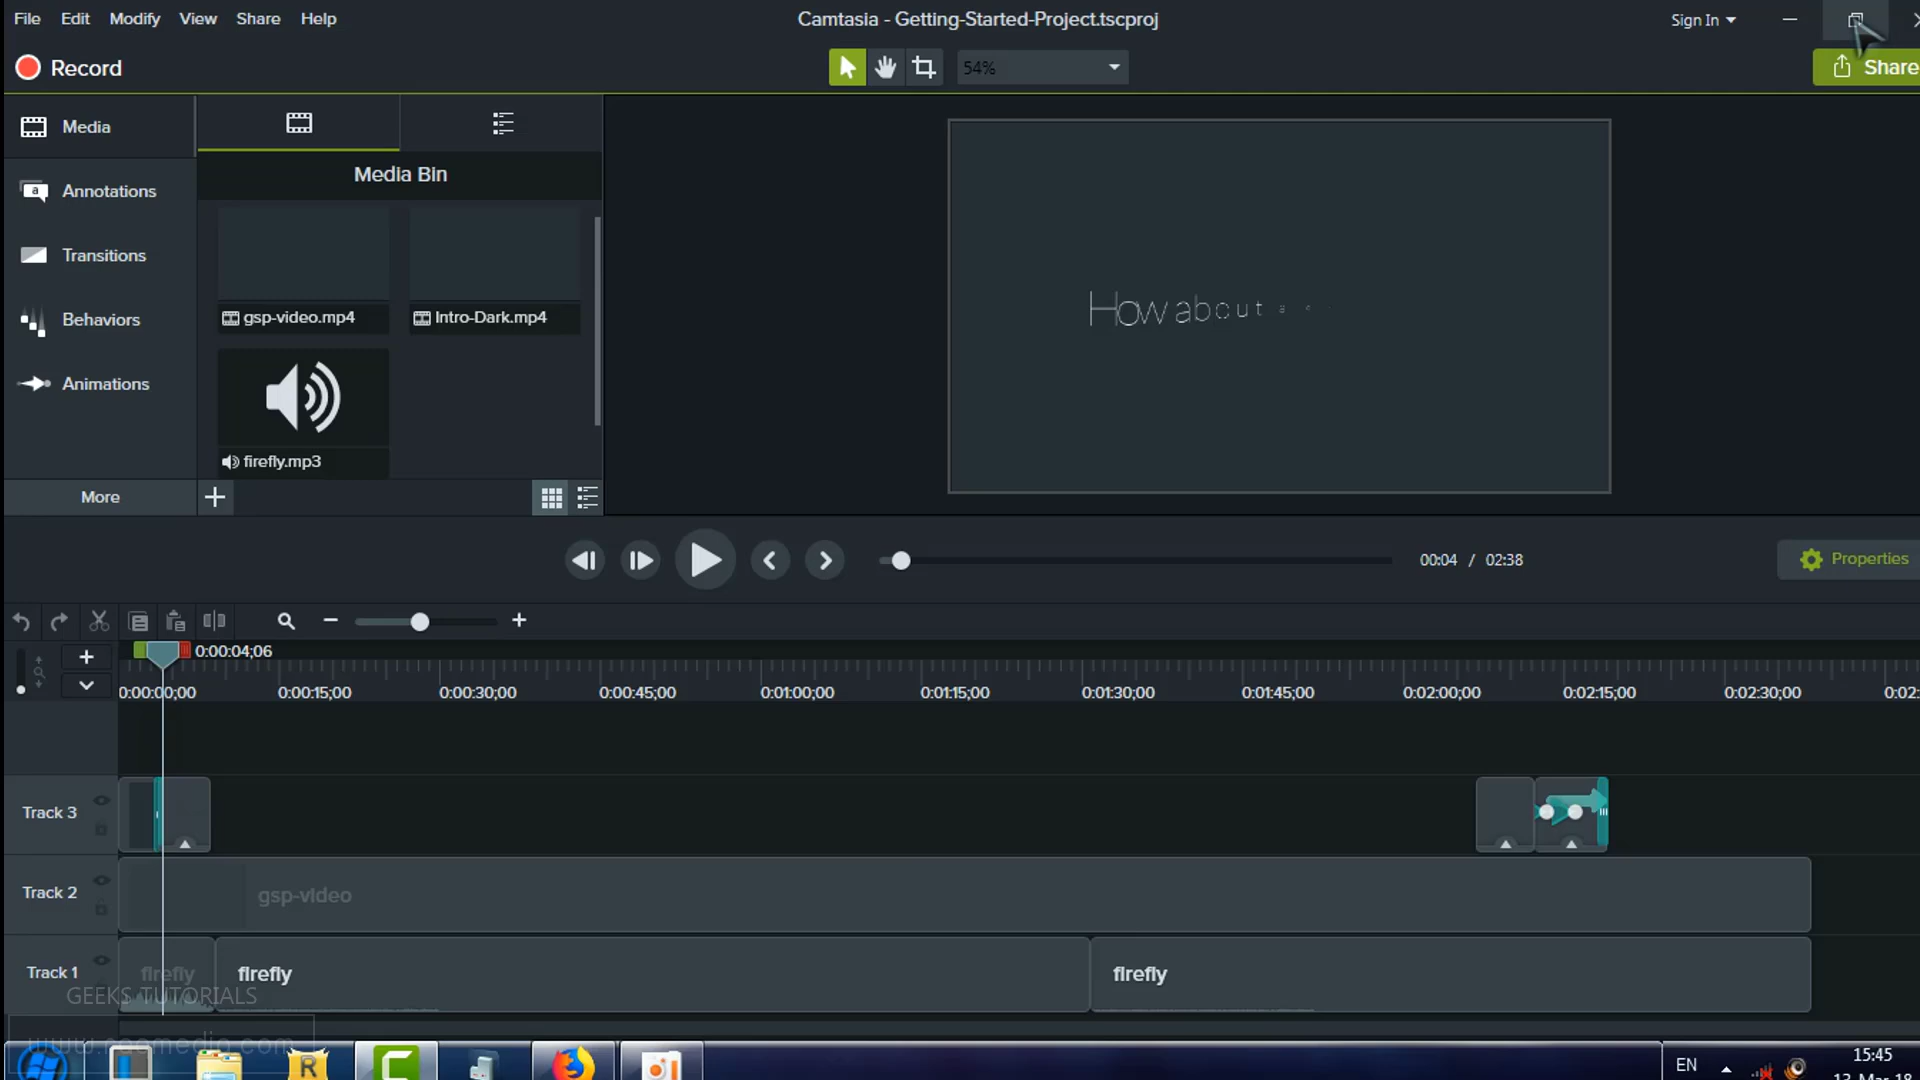 File Edit Modify View Share Help
Camtasia - Getting-Started-Project.tscproj
Sign In
Record
54%
Share
Media
Annotations
Transitions
Behaviors
Animations
More
Media Bin
gsp-video.mp4
Intro-Dark.mp4
firefly.mp3
How about a
00:04 / 02:38
Properties
0:00:04;06
0:00:00;00 0:00:15;00 0:00:30;00 0:00:45;00 0:01:00;00 0:01:15;00 0:01:30;00 0:01:45;00 0:02:00;00 0:02:15;00 0:02:30;00 0:02:
Track 3
Track 2
gsp-video
Track 1
firefly
firefly
firefly
GEEKS TUTORIALS
EN
15:45
13-Mar-18